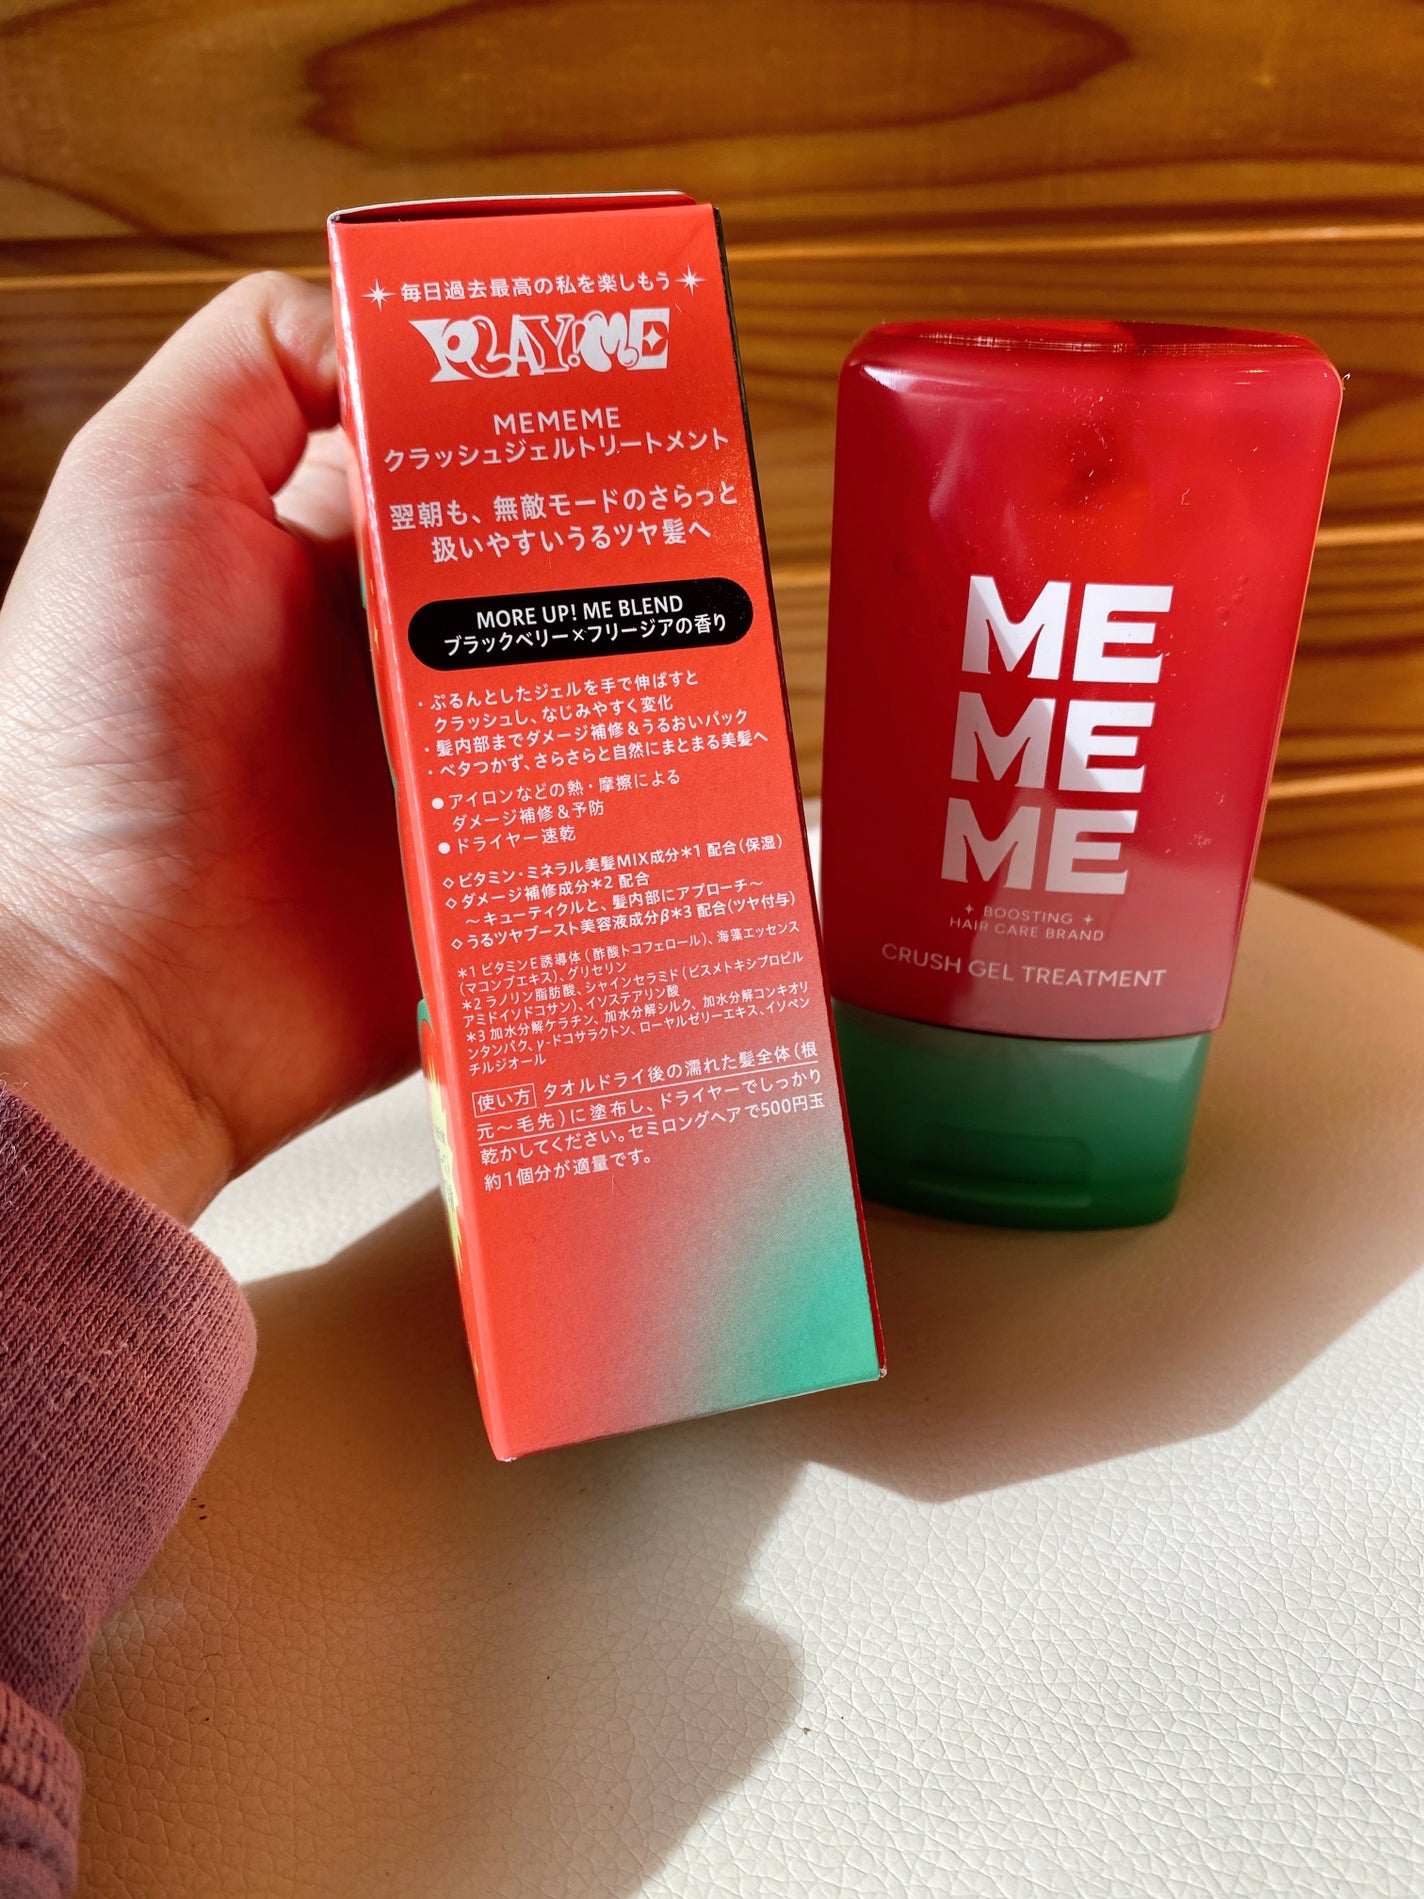 毎日過去最高の私を楽しもう
PLAY!ME
MEMEME
クラッシュジェルトリートメント
翌朝も、無敵モードのさらっと
扱いやすいうるツヤ髪へ
MORE UP! ME BLEND
ブラックベリー×フリージアの香り
・ぷるんとしたジェルを手で伸ばすと
クラッシュし、なじみやすく変化
・髪内部までダメージ補修&うるおいパック
・ベタつかず、さらさらと自然にまとまる美髪へ
●アイロンなどの熱・摩擦による
ダメージ補修&予防
●ドライヤー速乾
◇ビタミン・ミネラル美髪MIX成分*1 配合(保湿)
◇ダメージ補修成分*2 配合
～キューティクルと、髪内部にアプローチ～
◇うるツヤブースト美容液成分β*3 配合(ツヤ付与)
*1 ビタミンE誘導体(酢酸トコフェロール)、海藻エッセンス
(マコンブエキス)、グリセリン
*2 ラノリン脂肪酸、シャインセラミド(ビスメトキシプロピル
アミドイソドコサン)、イソステアリン酸
*3 加水分解ケラチン、加水分解シルク、加水分解コンキオリ
ンタンパク、γ-ドコサラクトン、ローヤルゼリーエキス、イソペン
チルジオール
使い方 タオルドライ後の濡れた髪全体(根
元～毛先)に塗布し、ドライヤーでしっかり
乾かしてください。セミロングヘアで500円玉
約1個分が適量です。
ME
ME
ME
BOOSTING
HAIR CARE BRAND
CRUSH GEL TREATMENT